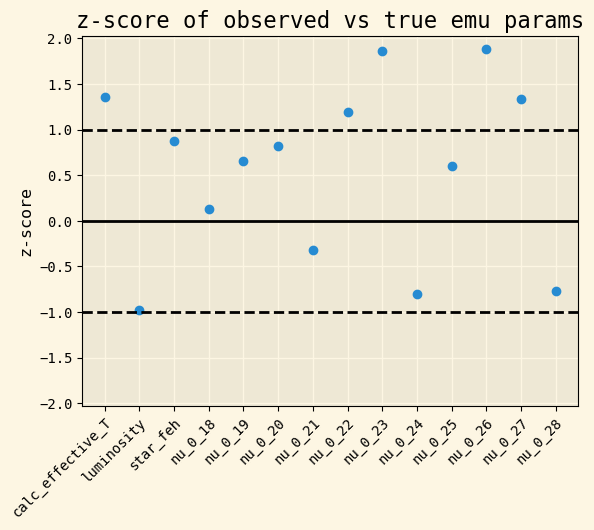 z-score of observed vs true emu params
z-score
2.0
1.5
1.0
0.5
0.0
−0.5
−1.0
−1.5
−2.0
calc_effective_T
luminosity
star_feh
nu_0_18
nu_0_19
nu_0_20
nu_0_21
nu_0_22
nu_0_23
nu_0_24
nu_0_25
nu_0_26
nu_0_27
nu_0_28